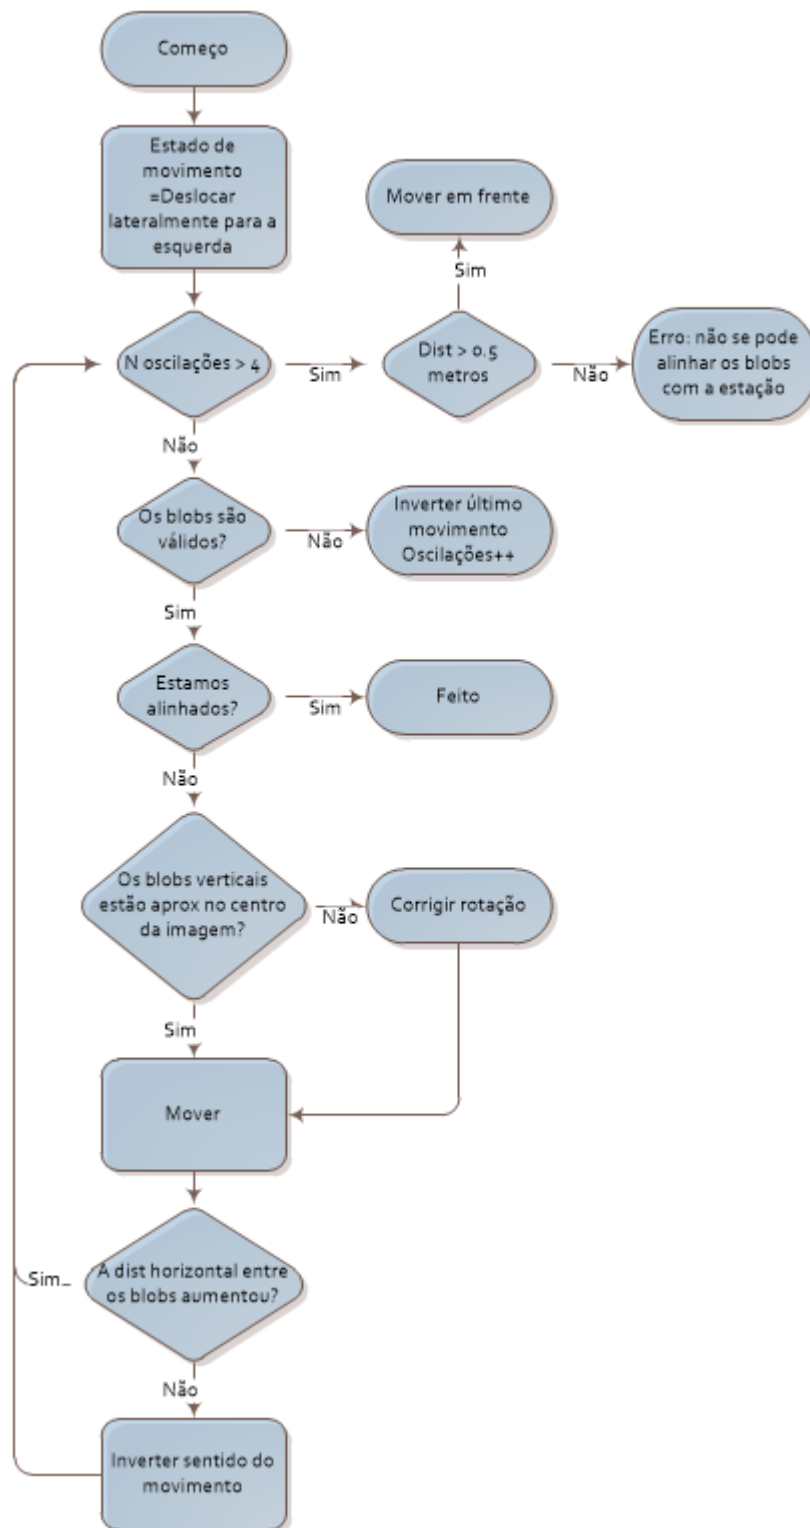 Começo
Estado de
movimento
=Deslocar
lateralmente para a
esquerda
Mover em frente
Sim
N oscilações > 4
Sim
Dist > 0.5
metros
Não
Erro: não se pode
alinhar os blobs
com a estação
Não
Os blobs são
válidos?
Não
Inverter último
movimento
Oscilações++
Sim
Estamos
alinhados?
Sim
Feito
Não
Os blobs verticais
estão aprox no centro
da imagem?
Não
Corrigir rotação
Sim
Mover
Sim
A dist horizontal entre
os blobs aumentou?
Não
Inverter sentido do
movimento